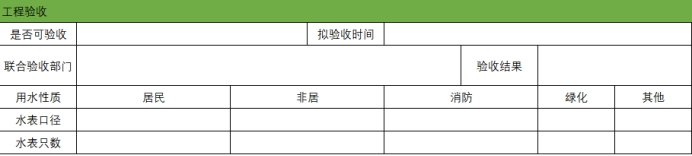 工程验收
是否可验收 拟验收时间
联合验收部门 验收结果
用水性质 居民 非居 消防 绿化 其他
水表口径
水表只数